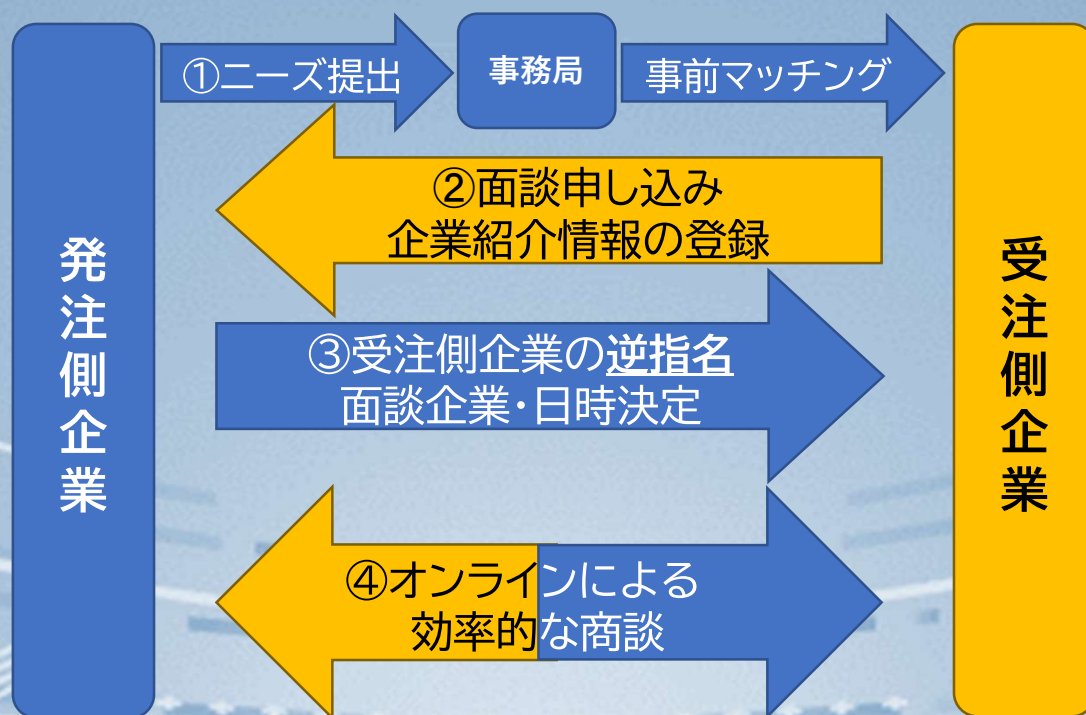 ①ニーズ提出
事務局
事前マッチング
②面談申し込み
企業紹介情報の登録
発注側企業
受注側企業
③受注側企業の逆指名
面談企業・日時決定
④オンラインによる
効率的な商談